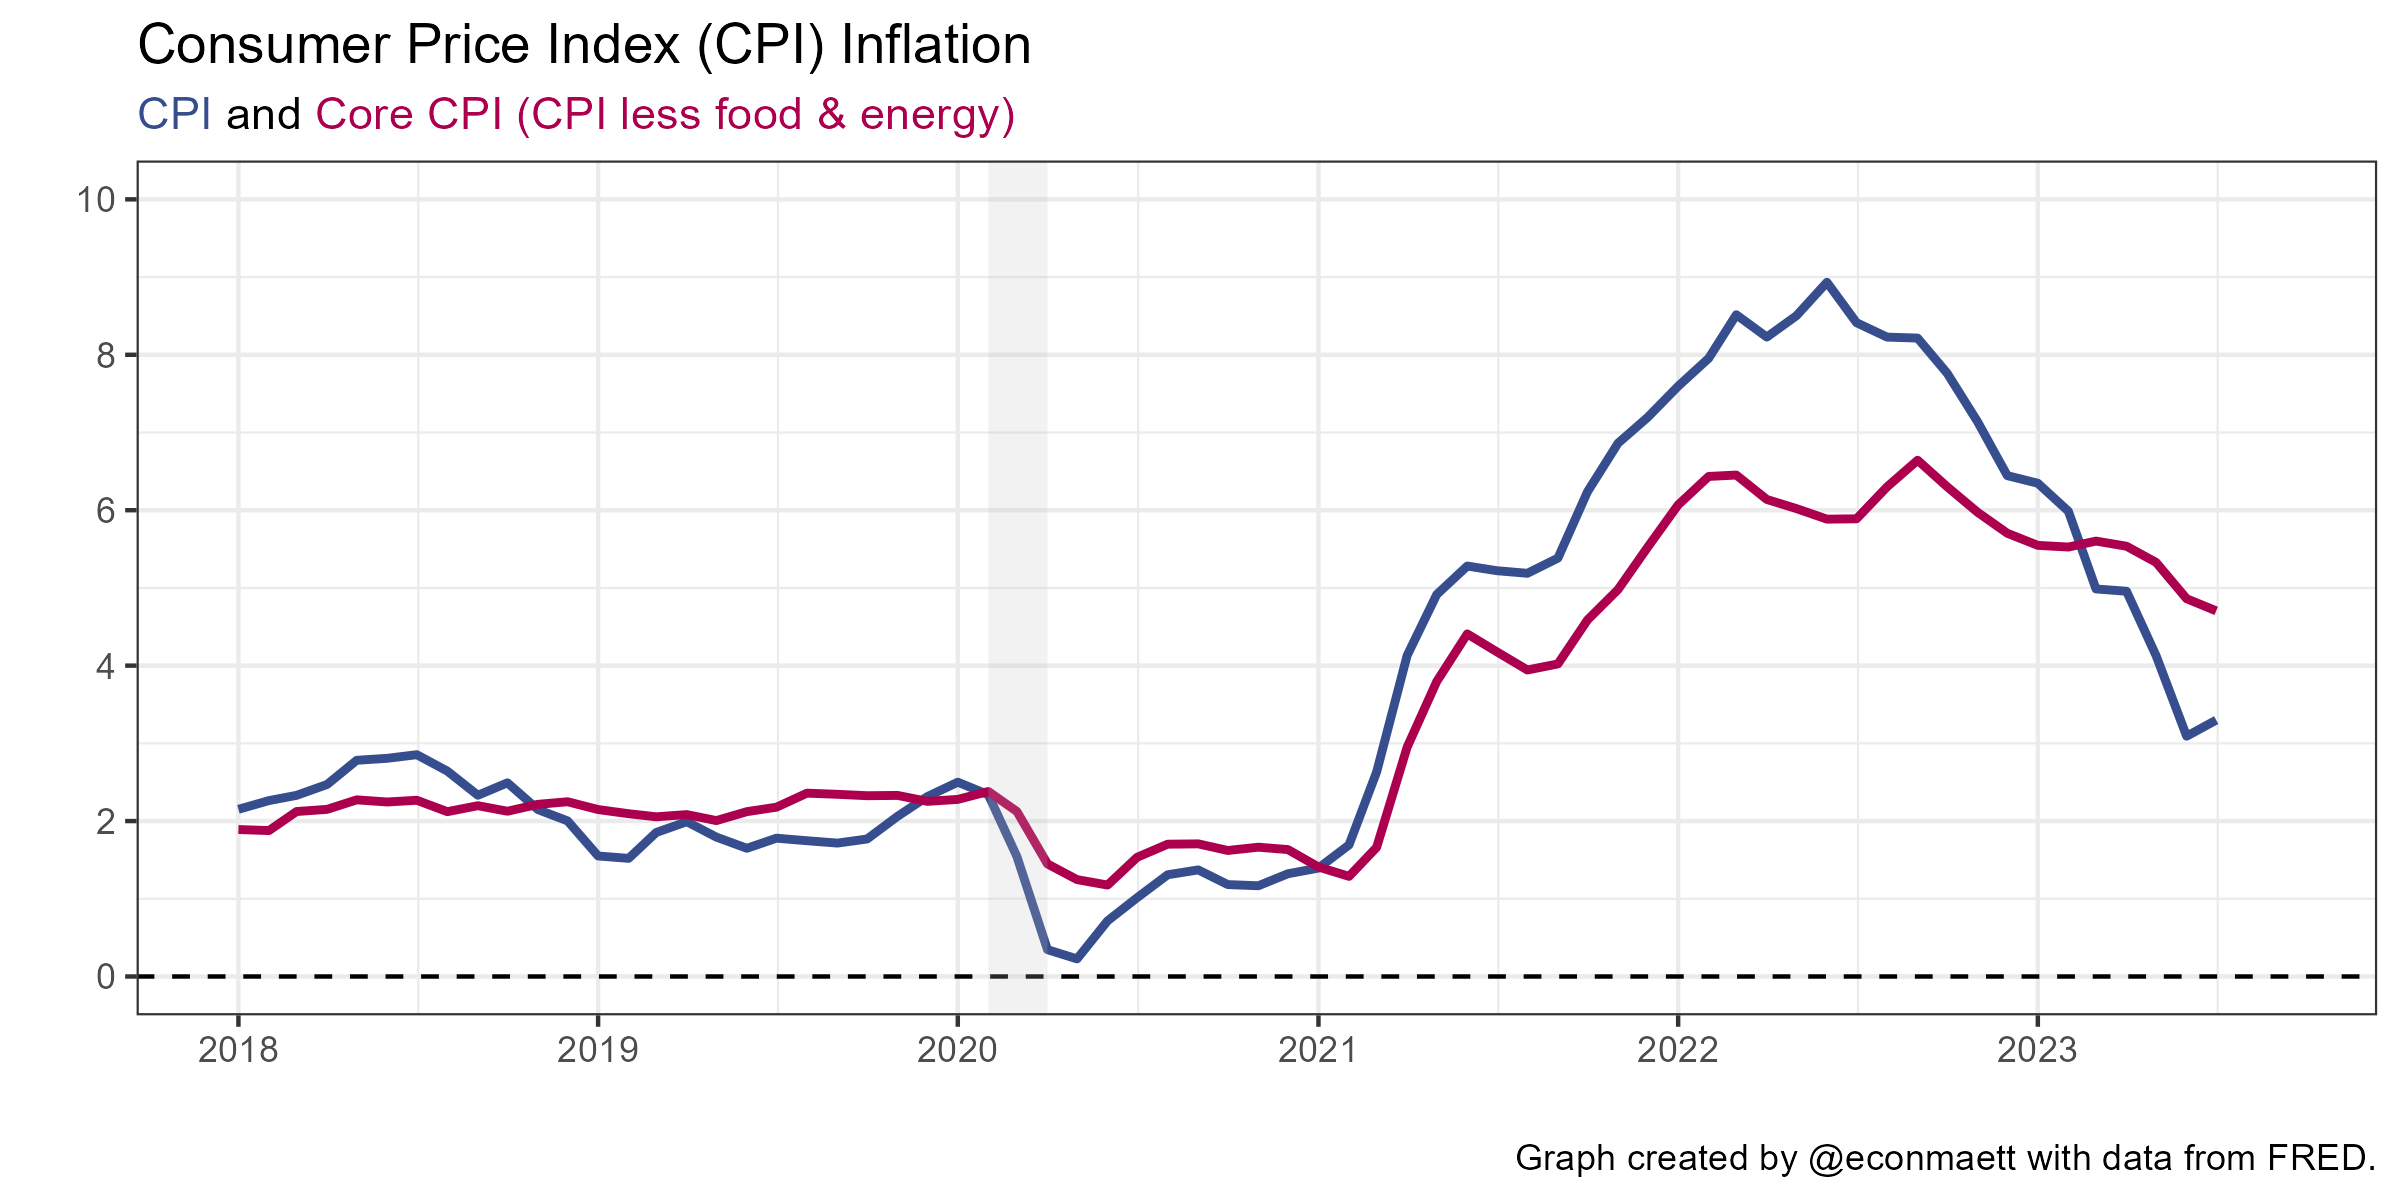 Consumer Price Index (CPI) Inflation
CPI and Core CPI (CPI less food & energy)
10
8
6
4
2
0
2018 2019 2020 2021 2022 2023
Graph created by @econmaett with data from FRED.